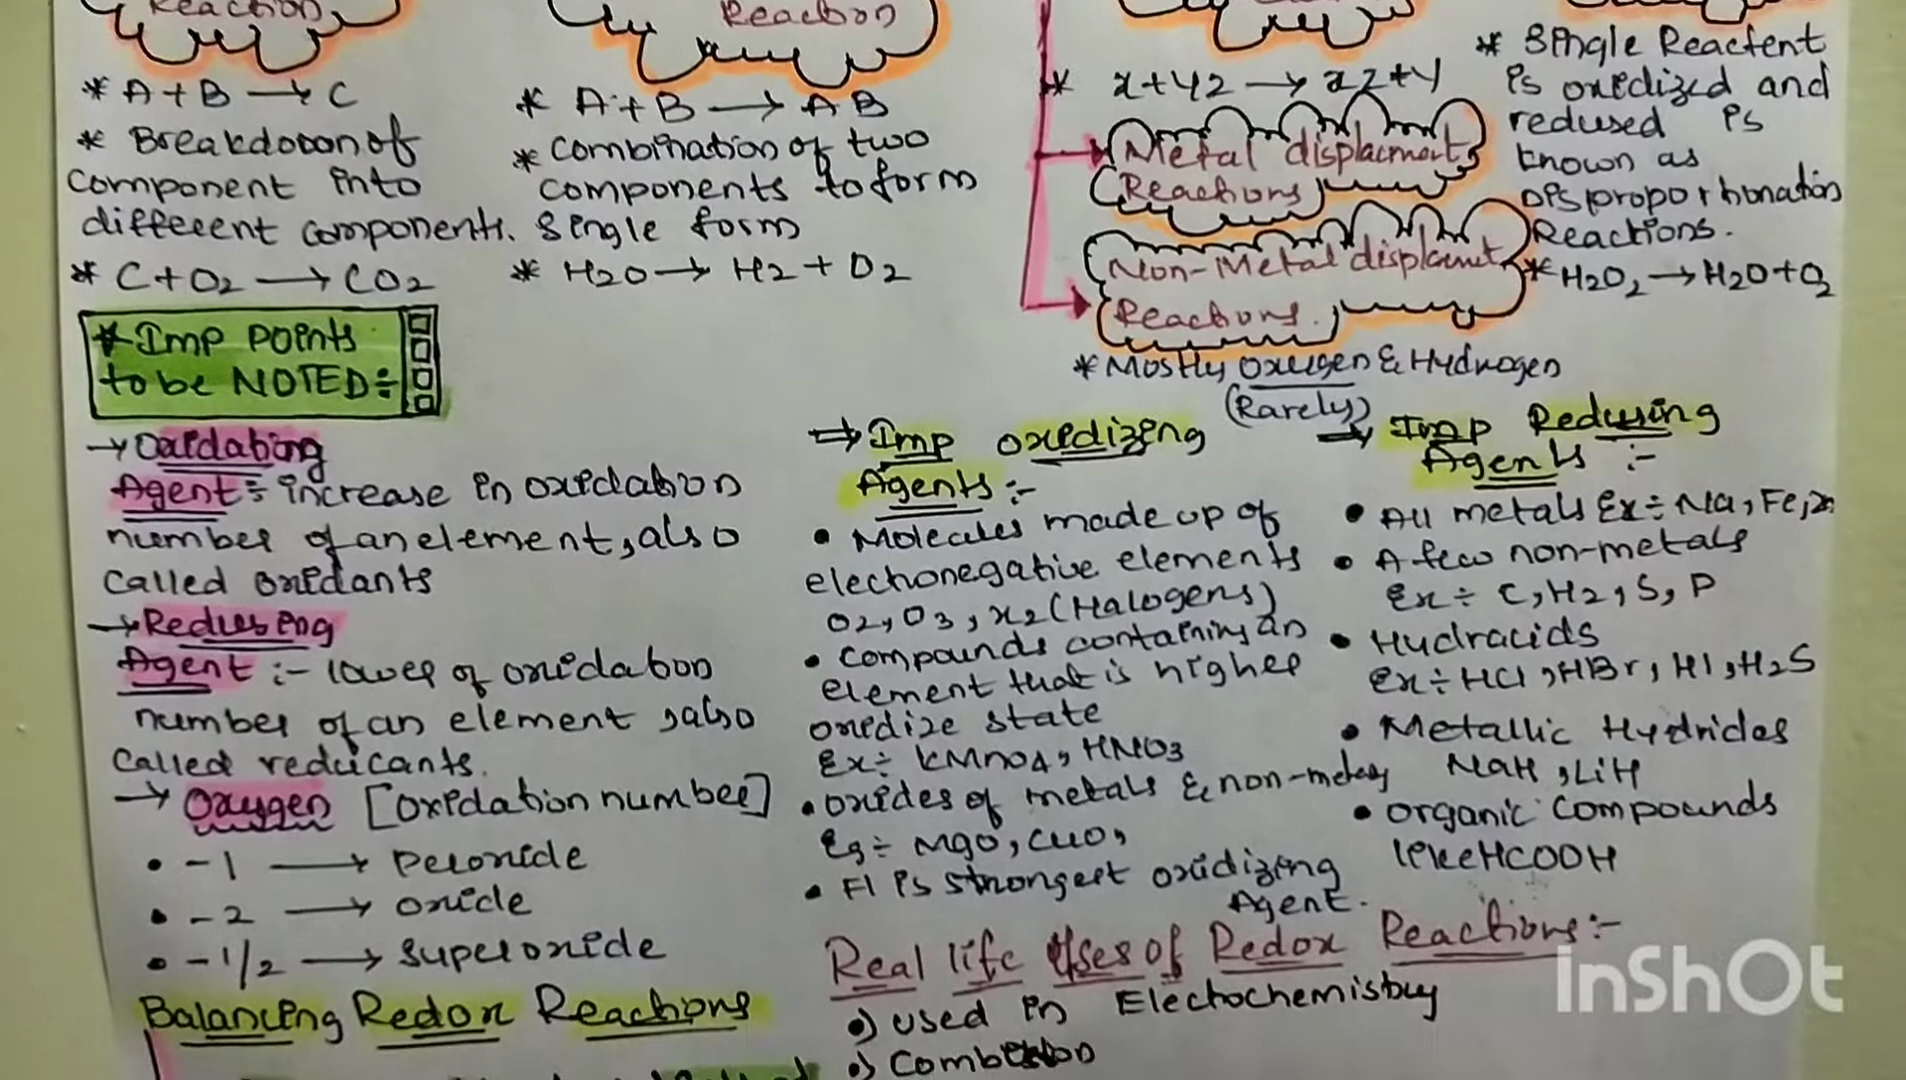 Reaction
* A + B → C
* Breakdown of
component into
different components.
* C + O2 → CO2
Reaction
* A + B → AB
* combination of two
components to form
single form
* H2O → H2 + O2
* x + yz → xz + y
Metal displacment
Reactions
Non-Metal displacmet
Reactions.
* Mostly oxygen & Hydrogen
(Rarely)
* Single Reactent
is oxidized and
redused is
known as
Disproportionation
Reactions.
* H2O2 → H2O + O2
* Imp points
to be NOTED:-
→ Oxidating
Agent:- increase in oxidation
number of an element, also
called oxidants
→ Redusing
Agent :- lower of oxidation
number of an element, also
called reducants.
→ Oxygen [oxidation number]
• -1 → peroxide
• -2 → oxide
• -1/2 → superoxide
Balancing Redox Reactions
⇒ Imp oxidizing
Agents:-
• Molecules made up of
elechonegative elements
O2, O3, x2 (Halogens)
• compounds containing an
element that is higher
oxidize state
Ex÷ KMnO4, HNO3
• oxides of metals & non-metals
Eg÷ MgO, CuO,
• Fl is strongest oxidizing
Agent.
→ Imp Redusing
Agents :-
• All metals Ex÷ Na, Fe, Zn
• A few non-metals
Ex÷ C, H2, S, P
• Hydracids
Ex÷ HCl, HBr, HI, H2S
• Metallic Hydrides
NaH, LiH
• organic compounds
like HCOOH
Real life Uses of Redox Reactions:-
•) used in Electochemistry
•)
InShOt